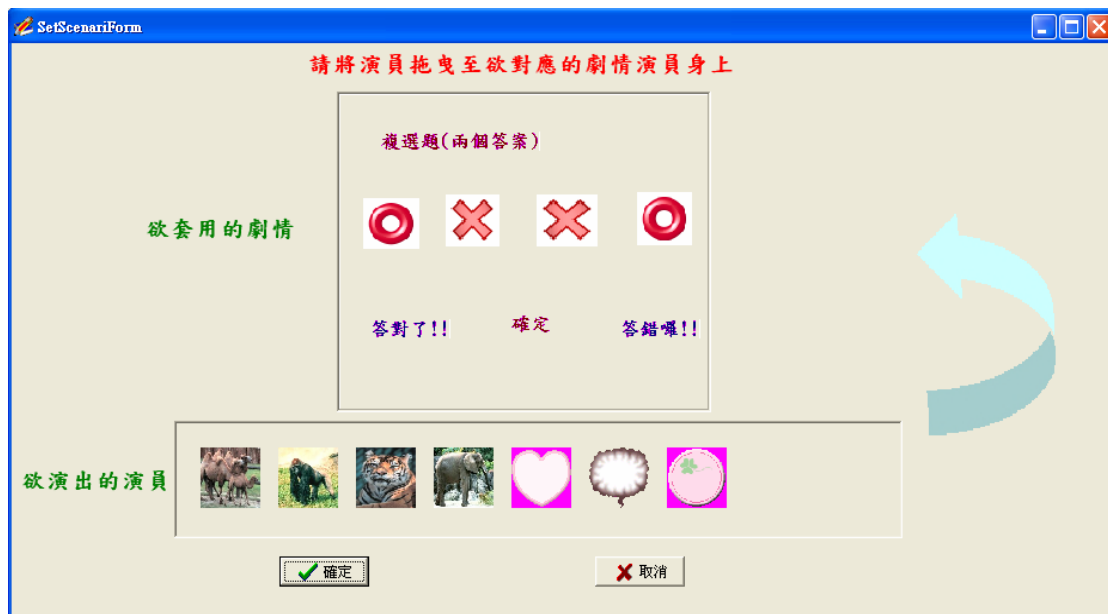 SetScenariForm
請將演員拖曳至欲對應的劇情演員身上
複選題(兩個答案)
欲套用的劇情
答對了!!
確定
答錯囉!!
欲演出的演員
確定
取消